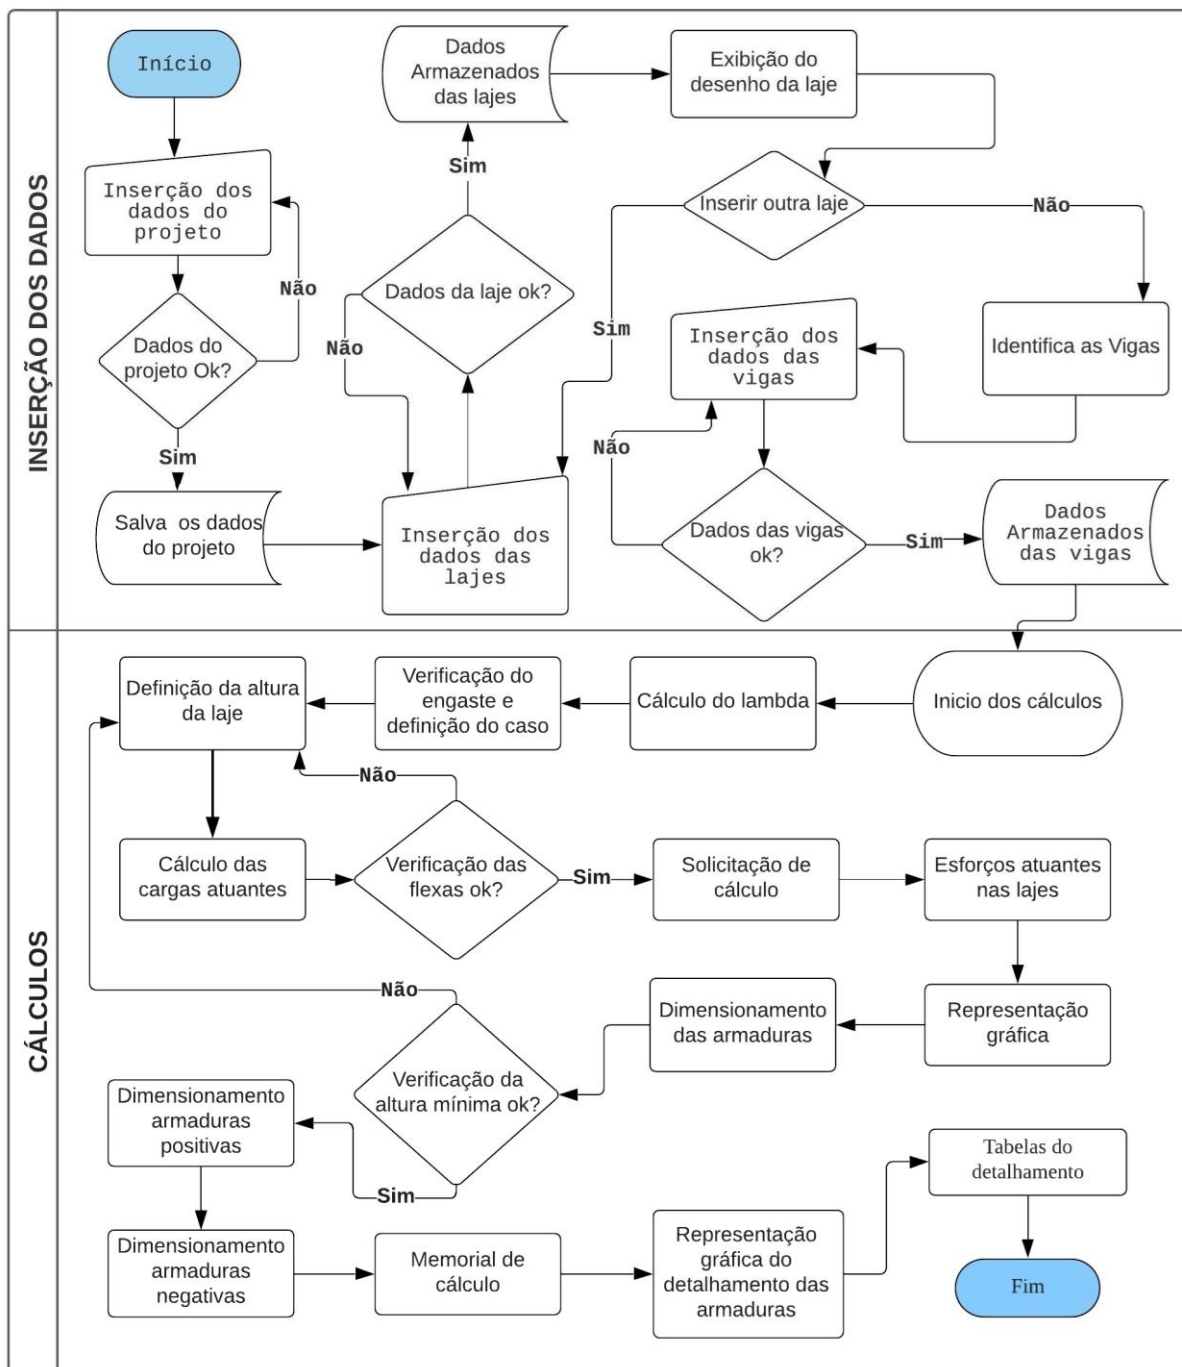 INSERÇÃO DOS DADOS
Início
Inserção dos
dados do
projeto
Não
Dados do
projeto Ok?
Sim
Salva os dados
do projeto
Dados
Armazenados
das lajes
Sim
Dados da laje ok?
Não
Inserção dos
dados das
lajes
Exibição do
desenho da laje
Inserir outra laje
Não
Sim
Identifica as Vigas
Inserção dos
dados das
vigas
Não
Dados das vigas
ok?
Sim
Dados
Armazenados
das vigas
CÁLCULOS
Inicio dos cálculos
Cálculo do lambda
Verificação do
engaste e
definição do caso
Definição da altura
da laje
Não
Cálculo das
cargas atuantes
Verificação das
flexas ok?
Sim
Solicitação de
cálculo
Esforços atuantes
nas lajes
Representação
gráfica
Dimensionamento
das armaduras
Não
Verificação da
altura mínima ok?
Sim
Dimensionamento
armaduras
positivas
Dimensionamento
armaduras
negativas
Memorial de
cálculo
Representação
gráfica do
detalhamento das
armaduras
Tabelas do
detalhamento
Fim